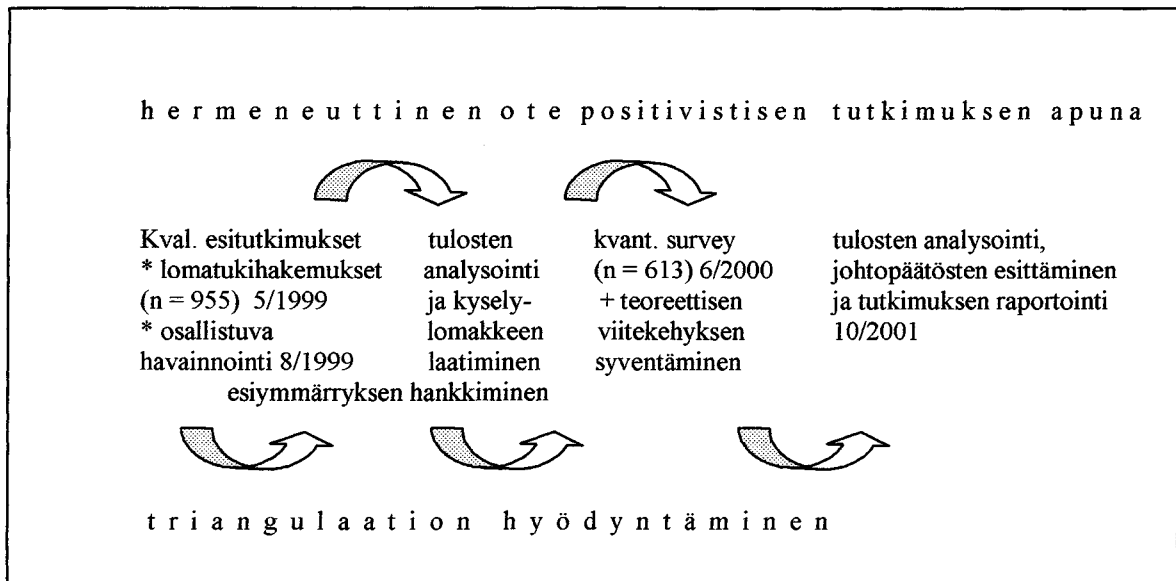 hermeneuttinen ote positivistisen tutkimuksen apuna
Kval. esitutkimukset
* lomatukihakemukset
(n = 955) 5/1999
* osallistuva
havainnointi 8/1999
tulosten
analysointi
ja kysely-
lomakkeen
laatiminen
esiymmärryksen hankkiminen
kvant. survey
(n = 613) 6/2000
+ teoreettisen
viitekehyksen
syventäminen
tulosten analysointi,
johtopäätösten esittäminen
ja tutkimuksen raportointi
10/2001
triangulaation hyödyntäminen